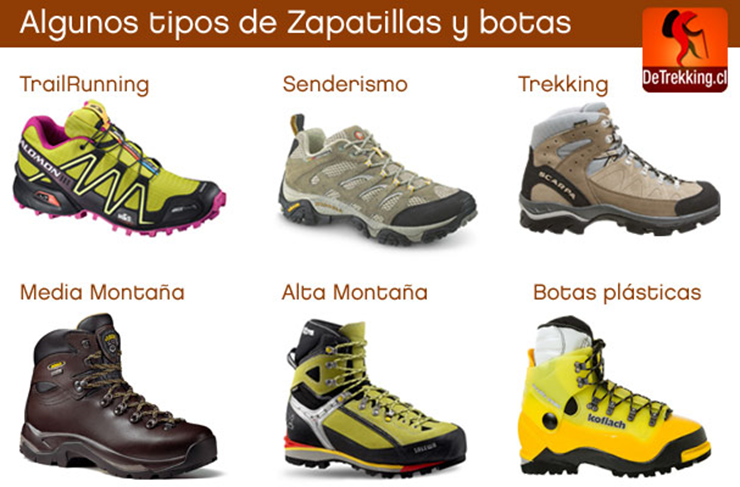 Algunos tipos de Zapatillas y botas
DeTrekking.cl
TrailRunning
Senderismo
Trekking
SALOMON
SCARPA
Media Montaña
Alta Montaña
Botas plásticas
SALEWA
koflach